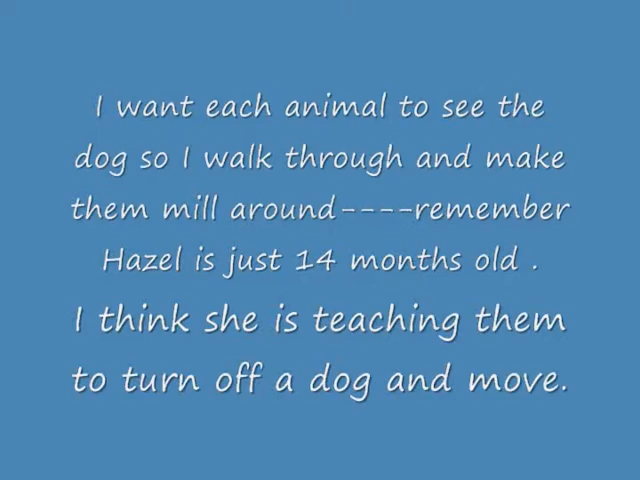 I want each animal to see the
dog so I walk through and make
them mill around----remember
Hazel is just 14 months old .
I think she is teaching them
to turn off a dog and move.